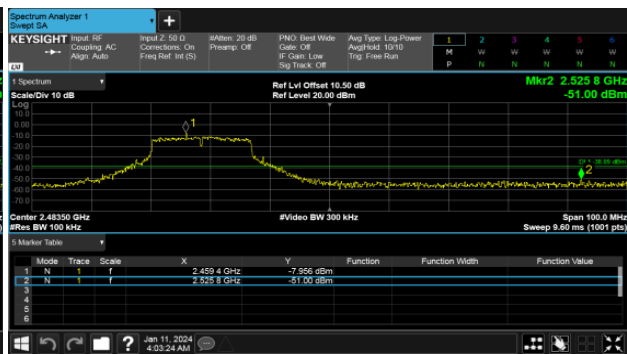 Spectrum Analyzer 1
Swept SA
+
KEYSIGHT Input: RF Input Z: 50 Ω #Atten: 20 dB PNO: Best Wide Avg Type: Log-Power 1 2 3 4 5 6
Coupling: AC Corrections: On Preamp: Off Gate: Off Avg|Hold: 10/10 M W W W W W
Align: Auto Freq Ref: Int (S) IF Gain: Low Trig: Free Run P N N N N N
Sig Track: Off
LXI
1 Spectrum Ref Lvl Offset 10.50 dB Mkr2 2.525 8 GHz
Scale/Div 10 dB Ref Level 20.00 dBm -51.00 dBm
Log
10.0
0.00
-10.0
-20.0
-30.0
-40.0
-50.0
-60.0
-70.0
1
2
Center 2.48350 GHz #Video BW 300 kHz Span 100.0 MHz
#Res BW 100 kHz Sweep 9.60 ms (1001 pts)
5 Marker Table
Mode Trace Scale X Y Function Function Width Function Value
1 N 1 f 2.459 4 GHz -7.956 dBm
2 N 1 f 2.525 8 GHz -51.00 dBm
3
4
5
6
?
Jan 11, 2024
4:03:24 AM